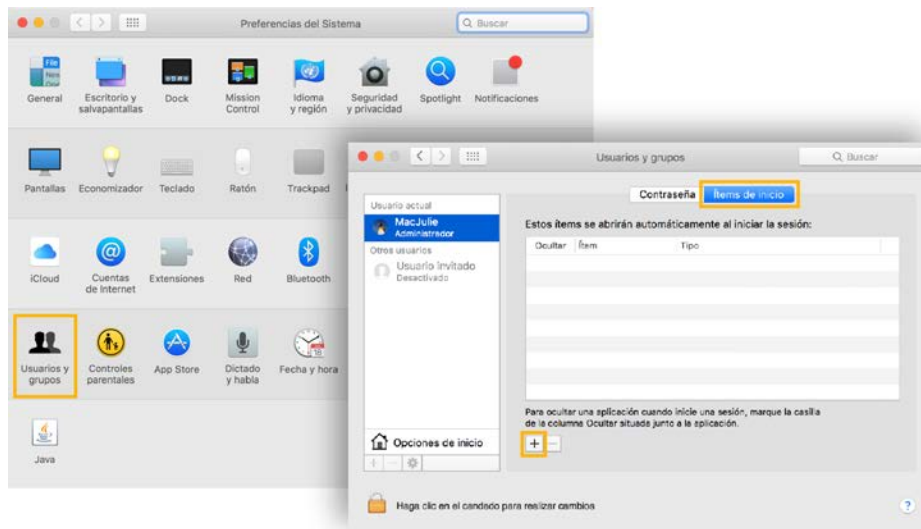 Preferencias del Sistema
Buscar
File
New
General
Escritorio y
salvapantallas
Dock
Mission
Control
Idioma
y región
Seguridad
y privacidad
Spotlight
Notificaciones
Pantallas
Economizador
Teclado
Ratón
Trackpad
iCloud
Cuentas
de Internet
Extensiones
Red
Bluetooth
Usuarios y
grupos
Controles
parentales
App Store
Dictado
y habla
Fecha y hora
Java
Usuarios y grupos
Buscar
Contraseña
Ítems de inicio
Usuario actual
MacJulie
Administrador
Otros usuarios
Usuario invitado
Desactivado
Opciones de inicio
Estos ítems se abrirán automáticamente al iniciar la sesión:
Ocultar Ítem Tipo
Para ocultar una aplicación cuando inicie una sesión, marque la casilla
de la columna Ocultar situada junto a la aplicación.
+ −
+ −
Haga clic en el candado para realizar cambios
?